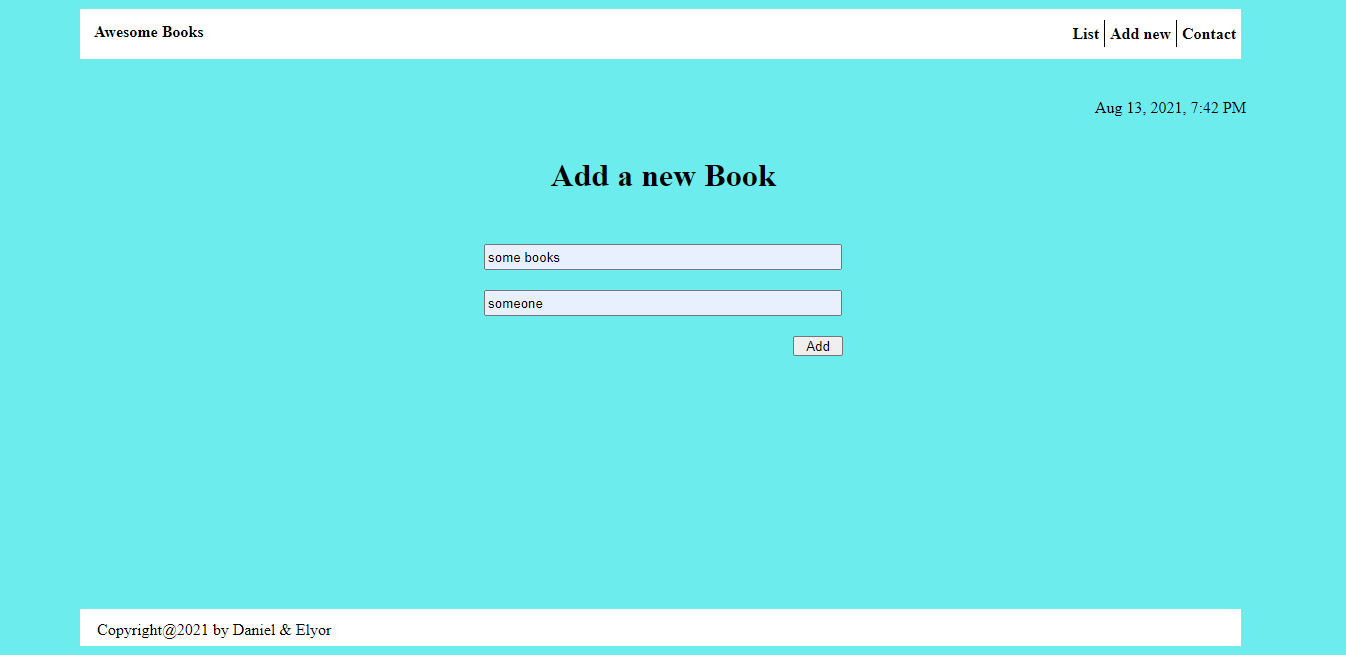 Awesome Books
List Add new Contact
Aug 13, 2021, 7:42 PM
Add a new Book
some books
someone
Add
Copyright@2021 by Daniel & Elyor